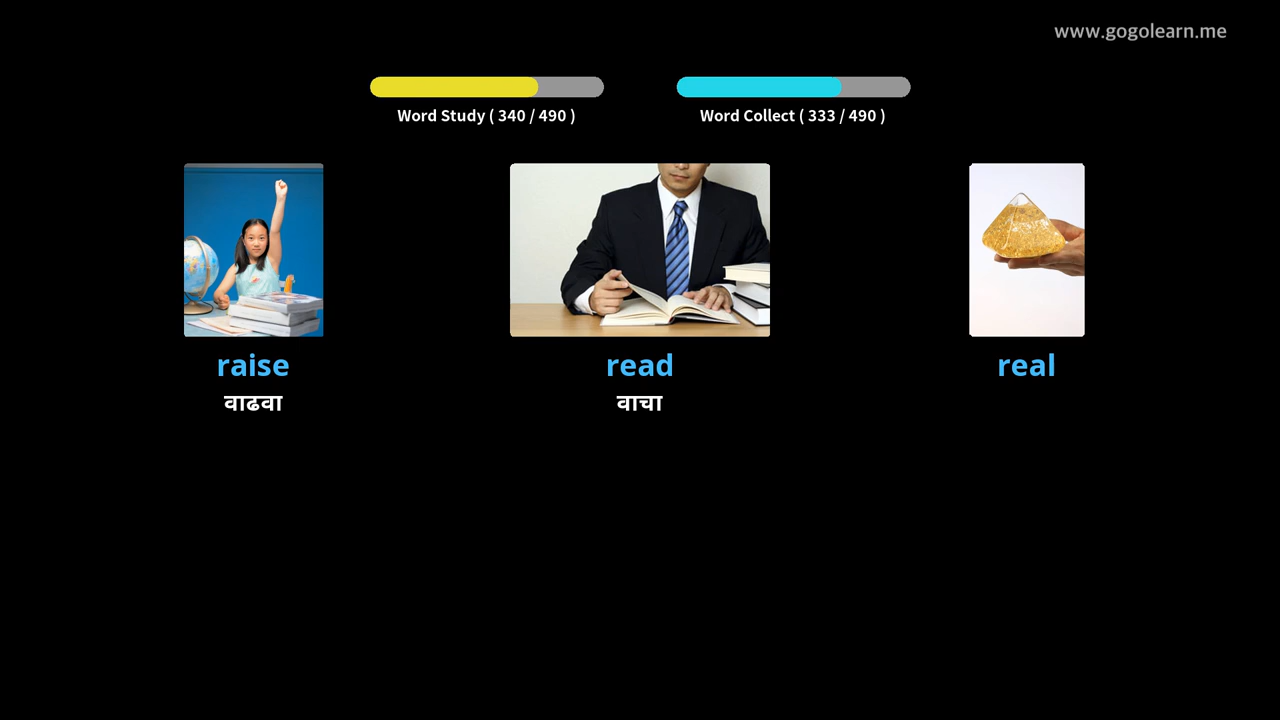 www.gogolearn.me
Word Study ( 340 / 490 )
Word Collect ( 333 / 490 )
raise
वाढवा
read
वाचा
real